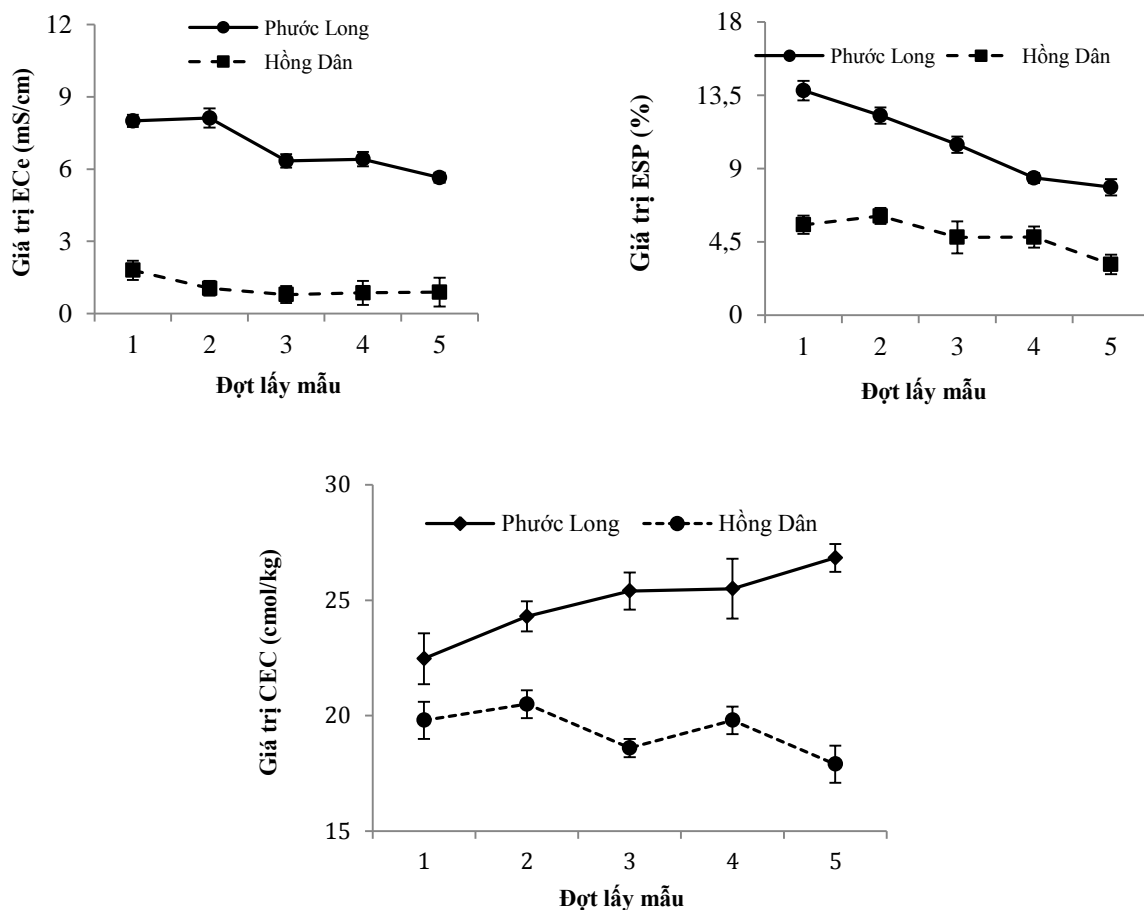 Giá trị ECe (mS/cm)
12
9
6
3
0
Phước Long
Hồng Dân
1 2 3 4 5
Đợt lấy mẫu
Giá trị ESP (%)
18
13,5
9
4,5
0
Phước Long Hồng Dân
1 2 3 4 5
Đợt lấy mẫu
Giá trị CEC (cmol/kg)
30
25
20
15
Phước Long Hồng Dân
1 2 3 4 5
Đợt lấy mẫu